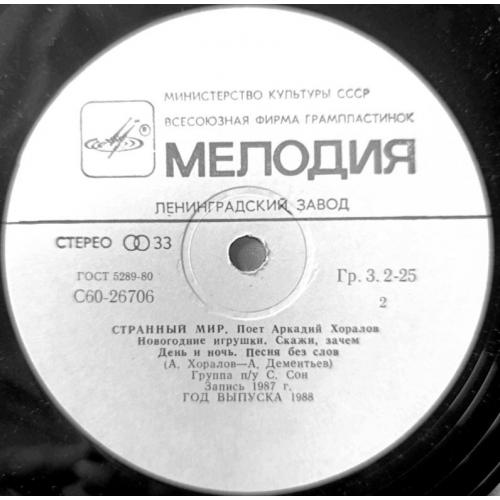 МИНИСТЕРСТВО КУЛЬТУРЫ СССР
ВСЕСОЮЗНАЯ ФИРМА ГРАМПЛАСТИНОК
®
МЕЛОДИЯ
ЛЕНИНГРАДСКИЙ ЗАВОД
СТЕРЕО 33
ГОСТ 5289-80
Гр. 3. 2-25
С60-26706
2
СТРАННЫЙ МИР. Поет Аркадий Хоралов
Новогодние игрушки. Скажи, зачем
День и ночь. Песня без слов
(А. Хоралов—А. Дементьев)
Группа п/у С. Сон
Запись 1987 г.
ГОД ВЫПУСКА 1988